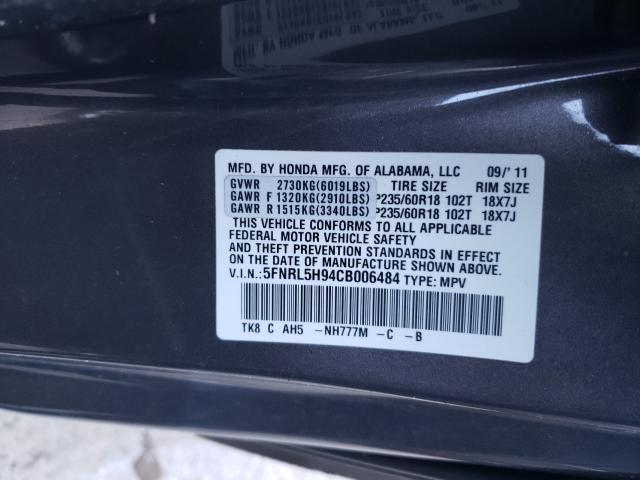 MFD. BY HONDA MFG. OF ALABAMA, LLC 09/'11
GVWR 2730KG(6019LBS) TIRE SIZE RIM SIZE
GAWR F 1320KG(2910LBS) P235/60R18 102T 18X7J
GAWR R 1515KG(3340LBS) P235/60R18 102T 18X7J
THIS VEHICLE CONFORMS TO ALL APPLICABLE
FEDERAL MOTOR VEHICLE SAFETY
AND THEFT PREVENTION STANDARDS IN EFFECT
ON THE DATE OF MANUFACTURE SHOWN ABOVE.
V.I.N.: 5FNRL5H94CB006484 TYPE: MPV
TK8 C AH5 -NH777M -C -B